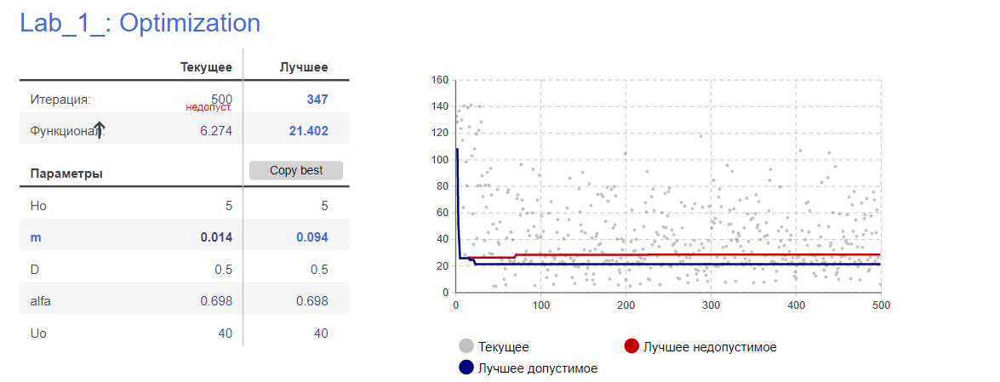 Lab_1_: Optimization
Текущее Лучшее
Итерация: 500 347
недопуст.
Функционал: 6.274 21.402
Параметры Copy best
Ho 5 5
m 0.014 0.094
D 0.5 0.5
alfa 0.698 0.698
Uo 40 40
160
140
120
100
80
60
40
20
0
0 100 200 300 400 500
Текущее Лучшее недопустимое
Лучшее допустимое